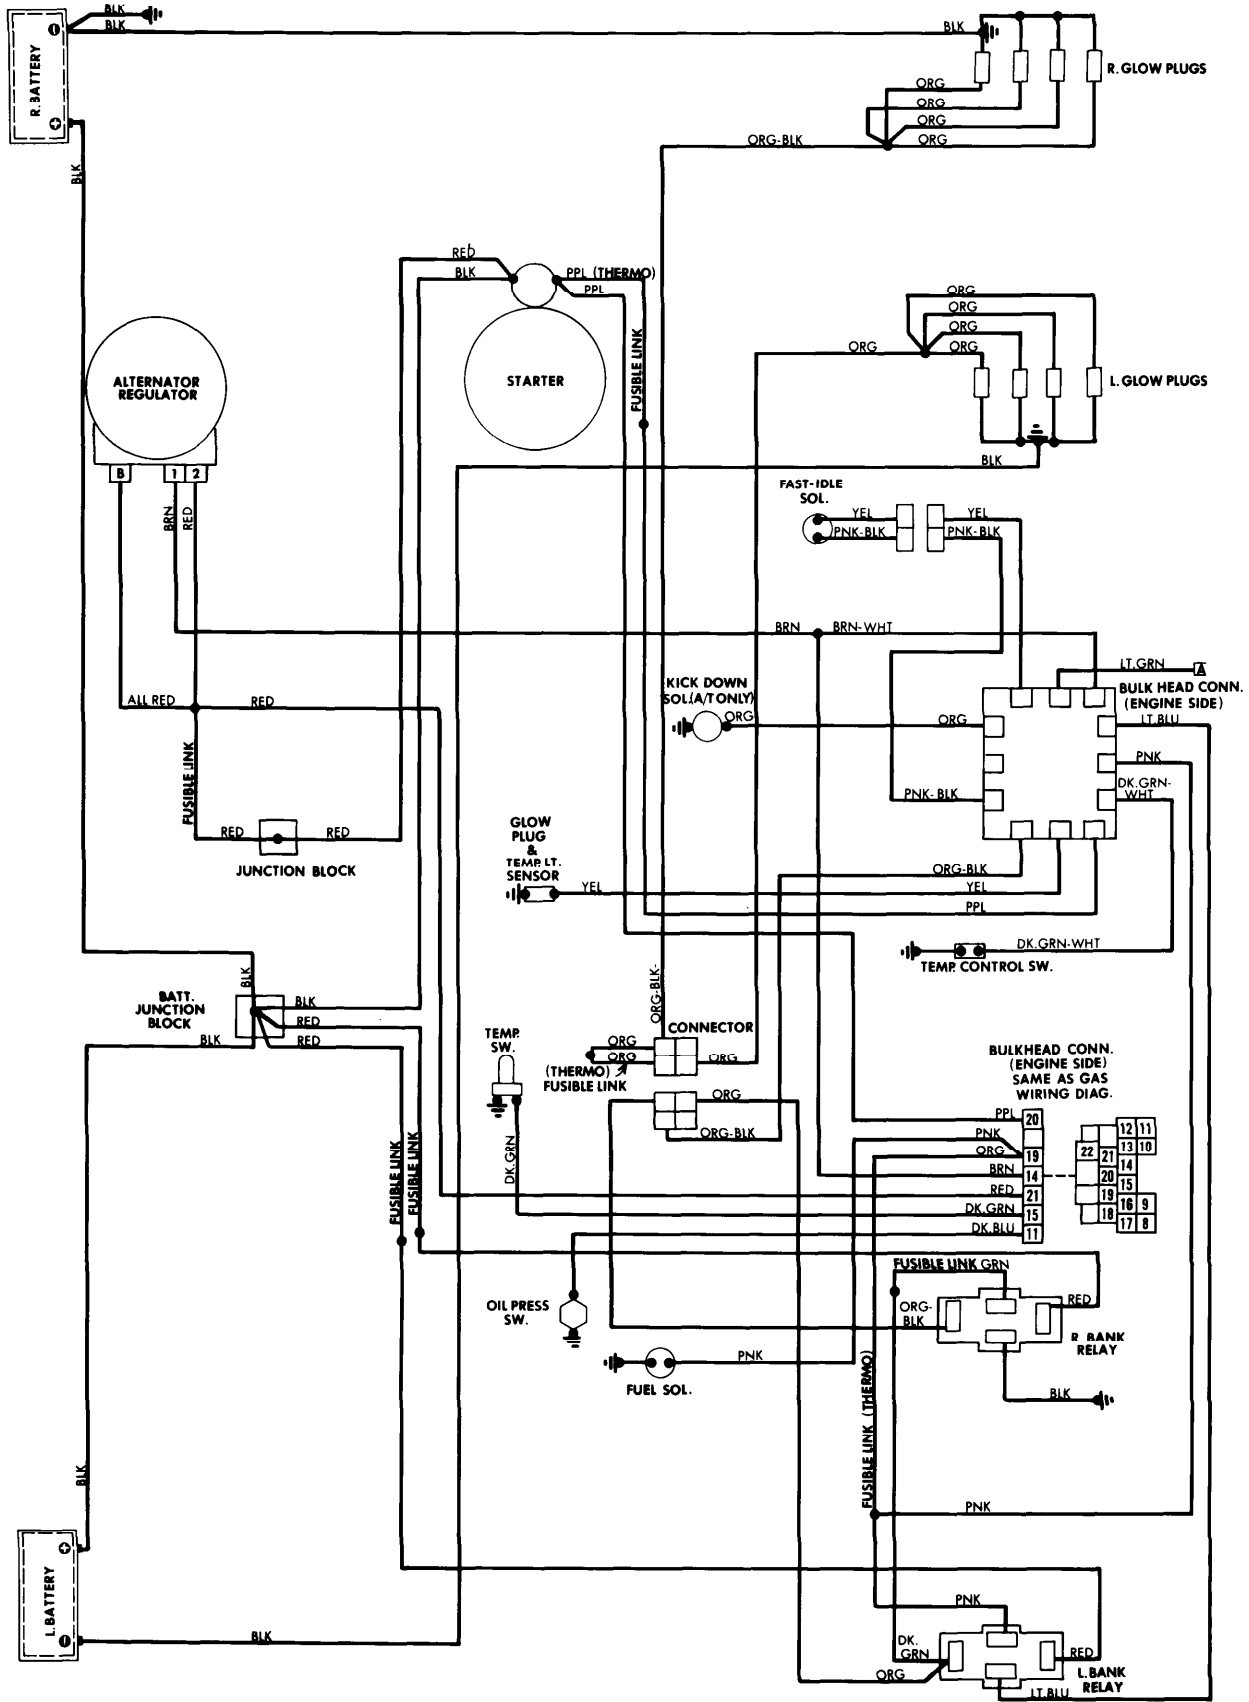 BLK
BLK
BLK
R.BATTERY
R.GLOW PLUGS
ORG
ORG
ORG
ORG-BLK
ORG
BLK
RED
BLK
PPL (THERMO)
PPL
ORG
ORG
ORG
ORG
ORG
FUSIBLE LINK
ALTERNATOR
REGULATOR
STARTER
L.GLOW PLUGS
B
1
2
BLK
FAST-IDLE
SOL.
BRN
RED
YEL
YEL
PNK-BLK
PNK-BLK
BRN
BRN-WHT
LT.GRN
A
KICK DOWN
SOL.(A/T ONLY)
BULK HEAD CONN.
(ENGINE SIDE)
ALL RED
RED
ORG
ORG
LT.BLU
FUSIBLE LINK
PNK
DK.GRN-
WHT
PNK-BLK
RED
RED
JUNCTION BLOCK
GLOW
PLUG
&
TEMP. LT.
SENSOR
ORG-BLK
YEL
YEL
PPL
DK.GRN-WHT
TEMP. CONTROL SW.
BLK
ORG-BLK-
BATT.
JUNCTION
BLOCK
BLK
RED
BLK
RED
TEMP.
SW.
CONNECTOR
ORG
ORG
ORG
(THERMO)
FUSIBLE LINK
BULKHEAD CONN.
(ENGINE SIDE)
SAME AS GAS
WIRING DIAG.
ORG
ORG-BLK
PPL
20
PNK
ORG
19
BRN
14
RED
21
DK.GRN
15
DK.BLU
11
12 11
13 10
22 21
14
20
15
19
16 9
18
17 8
DK.GRN
FUSIBLE LINK
FUSIBLE LINK
FUSIBLE LINK GRN
ORG-
BLK
RED
OIL PRESS
SW.
R. BANK
RELAY
PNK
FUEL SOL.
BLK
FUSIBLE LINK (THERMO)
BLK
PNK
L.BATTERY
PNK
BLK
DK.
GRN
RED
ORG
L.BANK
RELAY
LT.BLU